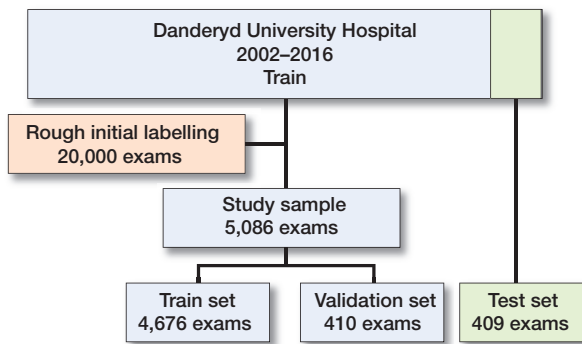 Danderyd University Hospital
2002–2016
Train
Rough initial labelling
20,000 exams
Study sample
5,086 exams
Train set
4,676 exams
Validation set
410 exams
Test set
409 exams